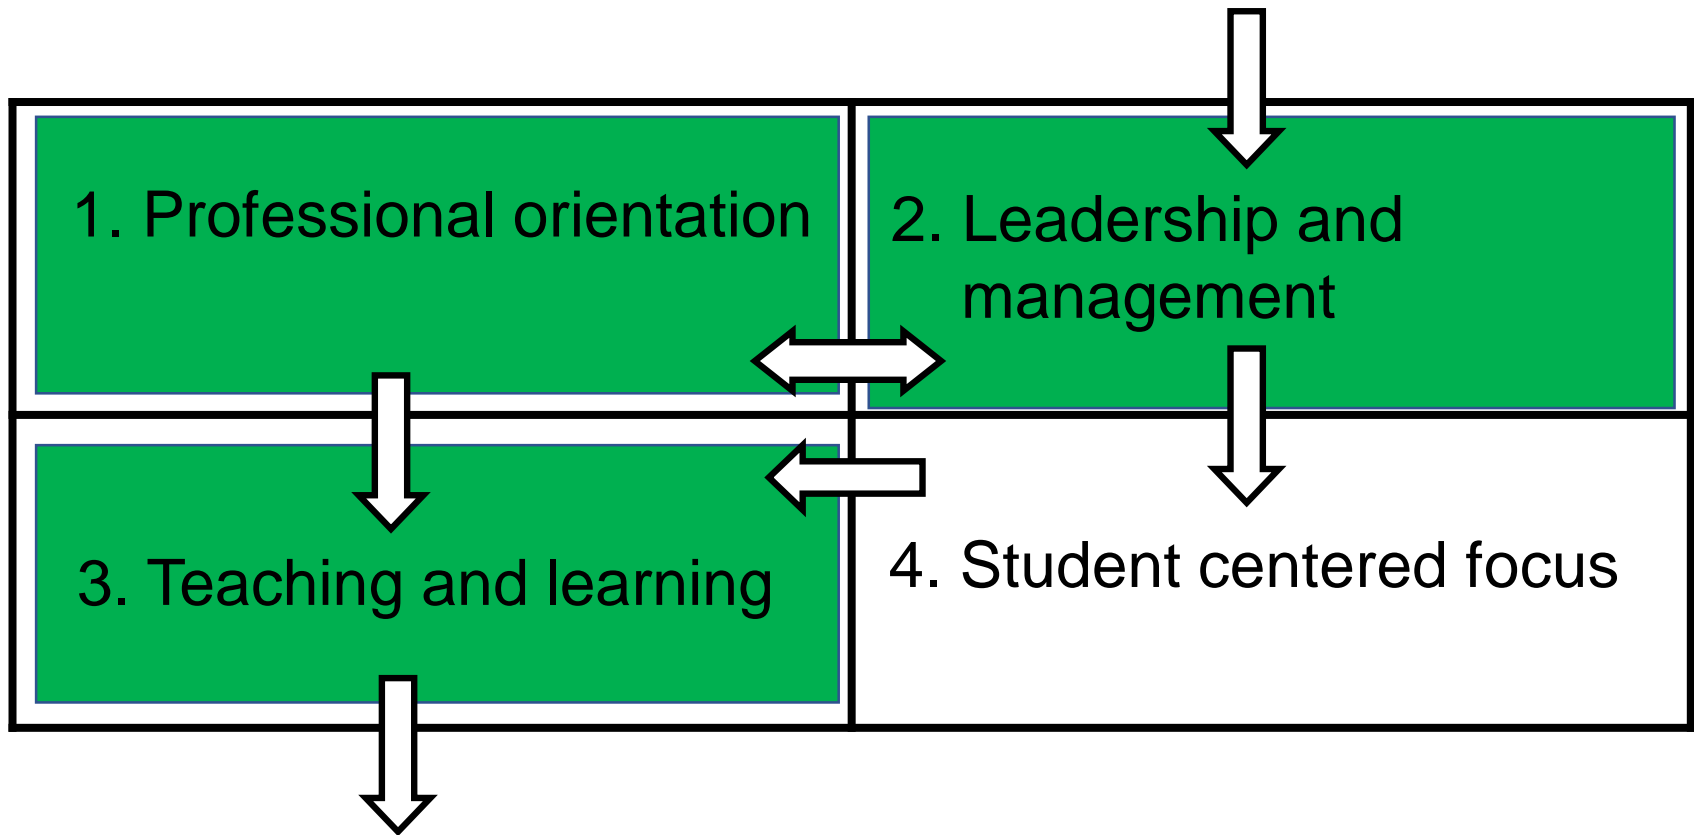 1. Professional orientation
2. Leadership and
management
3. Teaching and learning
4. Student centered focus